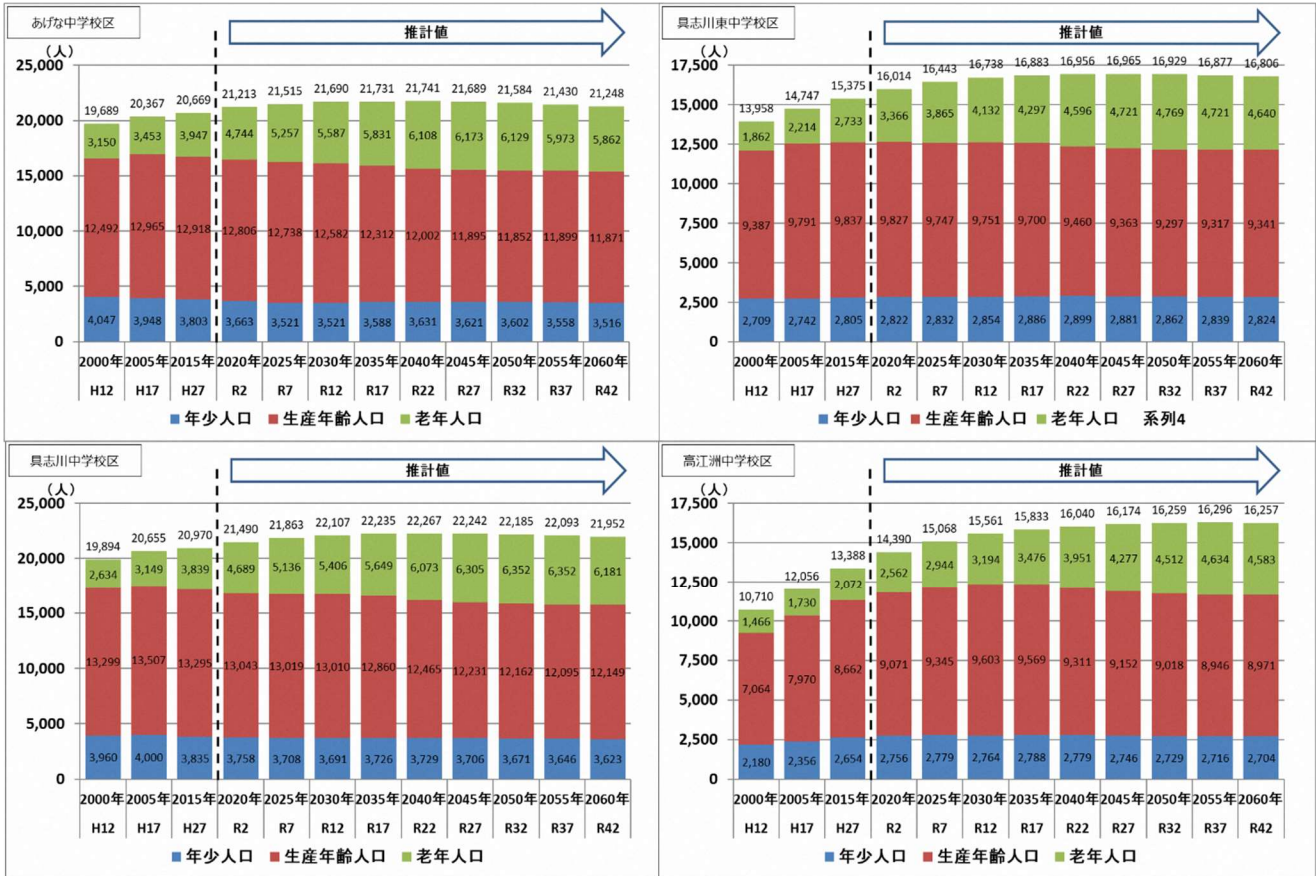 あげな中学校区
推計値
（人）
25,000
20,000
15,000
10,000
5,000
0
19,689 20,367 20,669 21,213 21,515 21,690 21,731 21,741 21,689 21,584 21,430 21,248
3,150 3,453 3,947 4,744 5,257 5,587 5,831 6,108 6,173 6,129 5,973 5,862
12,492 12,965 12,918 12,806 12,738 12,582 12,312 12,002 11,895 11,852 11,899 11,871
4,047 3,948 3,803 3,663 3,521 3,521 3,588 3,631 3,621 3,602 3,558 3,516
2000年 2005年 2015年 2020年 2025年 2030年 2035年 2040年 2045年 2050年 2055年 2060年
H12 H17 H27 R2 R7 R12 R17 R22 R27 R32 R37 R42
年少人口 生産年齢人口 老年人口
具志川東中学校区
推計値
（人）
17,500
15,000
12,500
10,000
7,500
5,000
2,500
0
13,958 14,747 15,375 16,014 16,443 16,738 16,883 16,956 16,965 16,929 16,877 16,806
1,862 2,214 2,733 3,366 3,865 4,132 4,297 4,596 4,721 4,769 4,721 4,640
9,387 9,791 9,837 9,827 9,747 9,751 9,700 9,460 9,363 9,297 9,317 9,341
2,709 2,742 2,805 2,822 2,832 2,854 2,886 2,899 2,881 2,862 2,839 2,824
2000年 2005年 2015年 2020年 2025年 2030年 2035年 2040年 2045年 2050年 2055年 2060年
H12 H17 H27 R2 R7 R12 R17 R22 R27 R32 R37 R42
年少人口 生産年齢人口 老年人口 系列4
具志川中学校区
推計値
（人）
25,000
20,000
15,000
10,000
5,000
0
19,894 20,655 20,970 21,490 21,863 22,107 22,235 22,267 22,242 22,185 22,093 21,952
2,634 3,149 3,839 4,689 5,136 5,406 5,649 6,073 6,305 6,352 6,352 6,181
13,299 13,507 13,295 13,043 13,019 13,010 12,860 12,465 12,231 12,162 12,095 12,149
3,960 4,000 3,835 3,758 3,708 3,691 3,726 3,729 3,706 3,671 3,646 3,623
2000年 2005年 2015年 2020年 2025年 2030年 2035年 2040年 2045年 2050年 2055年 2060年
H12 H17 H27 R2 R7 R12 R17 R22 R27 R32 R37 R42
年少人口 生産年齢人口 老年人口
高江洲中学校区
推計値
（人）
17,500
15,000
12,500
10,000
7,500
5,000
2,500
0
10,710 12,056 13,388 14,390 15,068 15,561 15,833 16,040 16,174 16,259 16,296 16,257
1,466 1,730 2,072 2,562 2,944 3,194 3,476 3,951 4,277 4,512 4,634 4,583
7,064 7,970 8,662 9,071 9,345 9,603 9,569 9,311 9,152 9,018 8,946 8,971
2,180 2,356 2,654 2,756 2,779 2,764 2,788 2,779 2,746 2,729 2,716 2,704
2000年 2005年 2015年 2020年 2025年 2030年 2035年 2040年 2045年 2050年 2055年 2060年
H12 H17 H27 R2 R7 R12 R17 R22 R27 R32 R37 R42
年少人口 生産年齢人口 老年人口